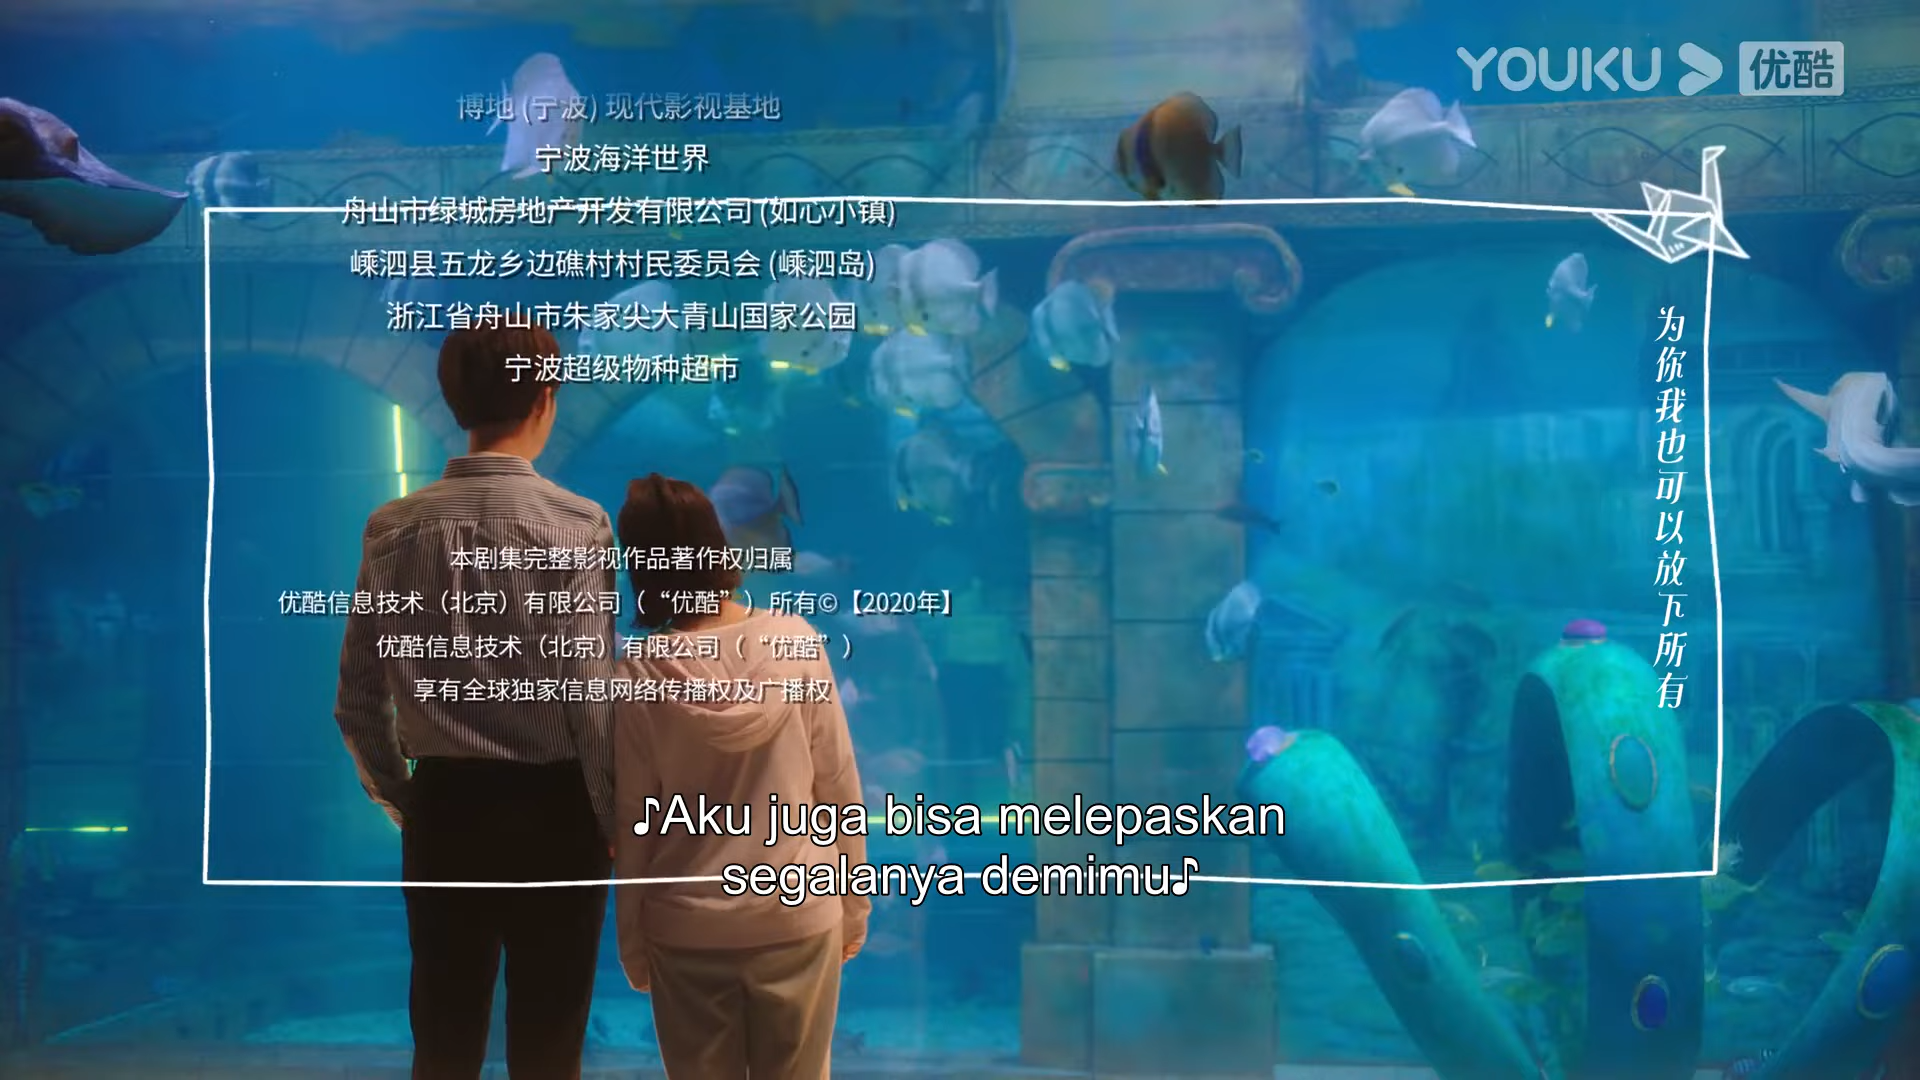 YOUKU 优酷
博地 (宁波) 现代影视基地
宁波海洋世界
舟山市绿城房地产开发有限公司 (如心小镇)
嵊泗县五龙乡边礁村村民委员会 (嵊泗岛)
浙江省舟山市朱家尖大青山国家公园
宁波超级物种超市
本剧集完整影视作品著作权归属
优酷信息技术（北京）有限公司（“优酷”）所有©【2020年】
优酷信息技术（北京）有限公司（“优酷”）
享有全球独家信息网络传播权及广播权
为你我也可以放下所有
♪Aku juga bisa melepaskan
segalanya demimu♪